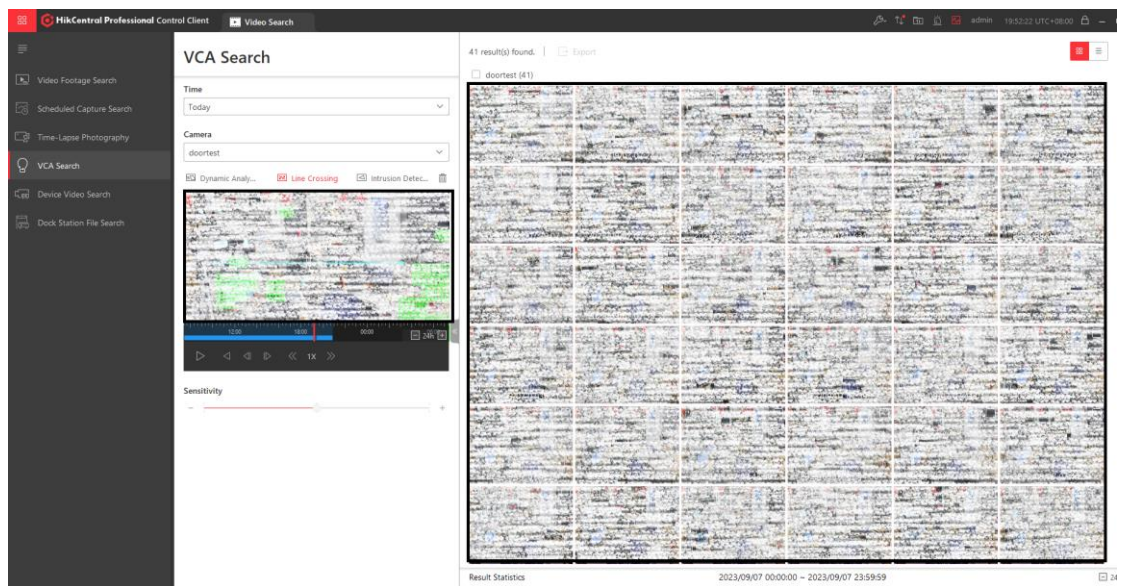 HikCentral Professional Control Client
Video Search
admin
19:52:22 UTC+08:00
Video Footage Search
Scheduled Capture Search
Time-Lapse Photography
VCA Search
Device Video Search
Dock Station File Search
VCA Search
Time
Today
Camera
doortest
Dynamic Analy...
Line Crossing
Intrusion Detec...
12:00
18:00
00:00
24h
1X
Sensitivity
41 result(s) found.
Export
doortest (41)
Result Statistics
2023/09/07 00:00:00 ~ 2023/09/07 23:59:59
24